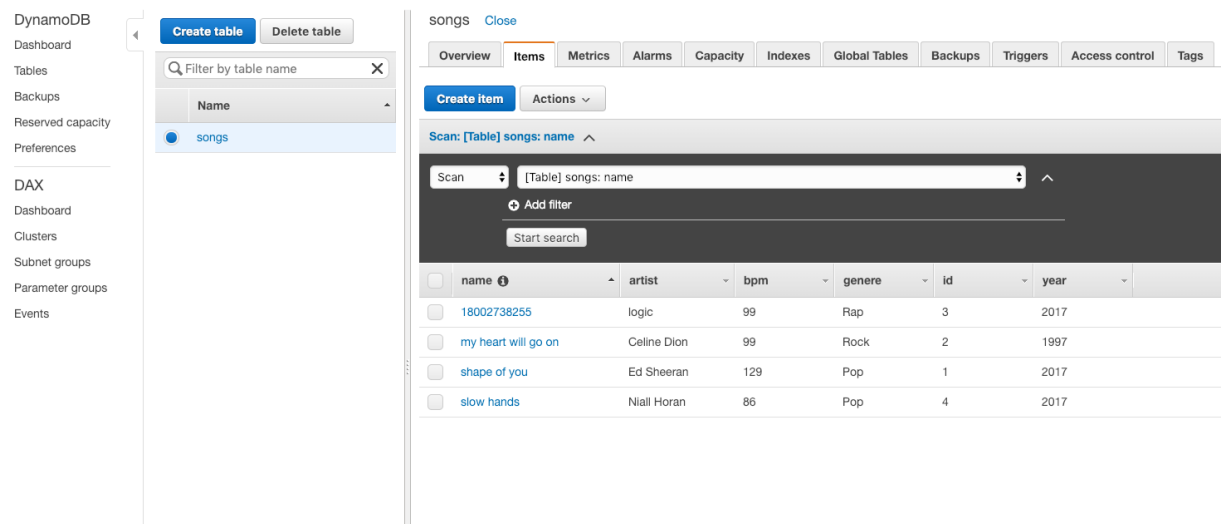 DynamoDB
Dashboard
Tables
Backups
Reserved capacity
Preferences
DAX
Dashboard
Clusters
Subnet groups
Parameter groups
Events
Create table Delete table
Filter by table name
Name
songs
songs Close
Overview Items Metrics Alarms Capacity Indexes Global Tables Backups Triggers Access control Tags
Create item Actions
Scan: [Table] songs: name
Scan [Table] songs: name
Add filter
Start search
name artist bpm genere id year
18002738255 logic 99 Rap 3 2017
my heart will go on Celine Dion 99 Rock 2 1997
shape of you Ed Sheeran 129 Pop 1 2017
slow hands Niall Horan 86 Pop 4 2017